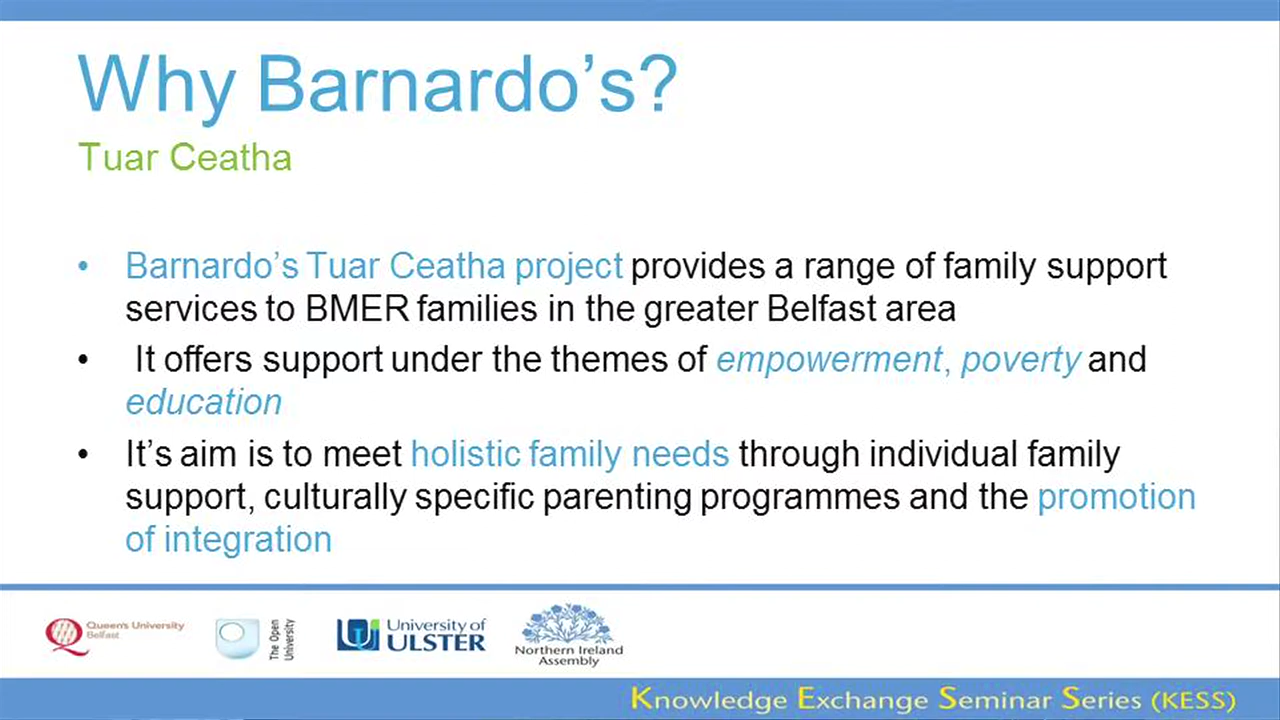 Why Barnardo's?
Tuar Ceatha
• Barnardo's Tuar Ceatha project provides a range of family support
services to BMER families in the greater Belfast area
• It offers support under the themes of empowerment, poverty and
education
• It's aim is to meet holistic family needs through individual family
support, culturally specific parenting programmes and the promotion
of integration
Queen's University
Belfast
The Open
University
University of
ULSTER
Northern Ireland
Assembly
Knowledge Exchange Seminar Series (KESS)